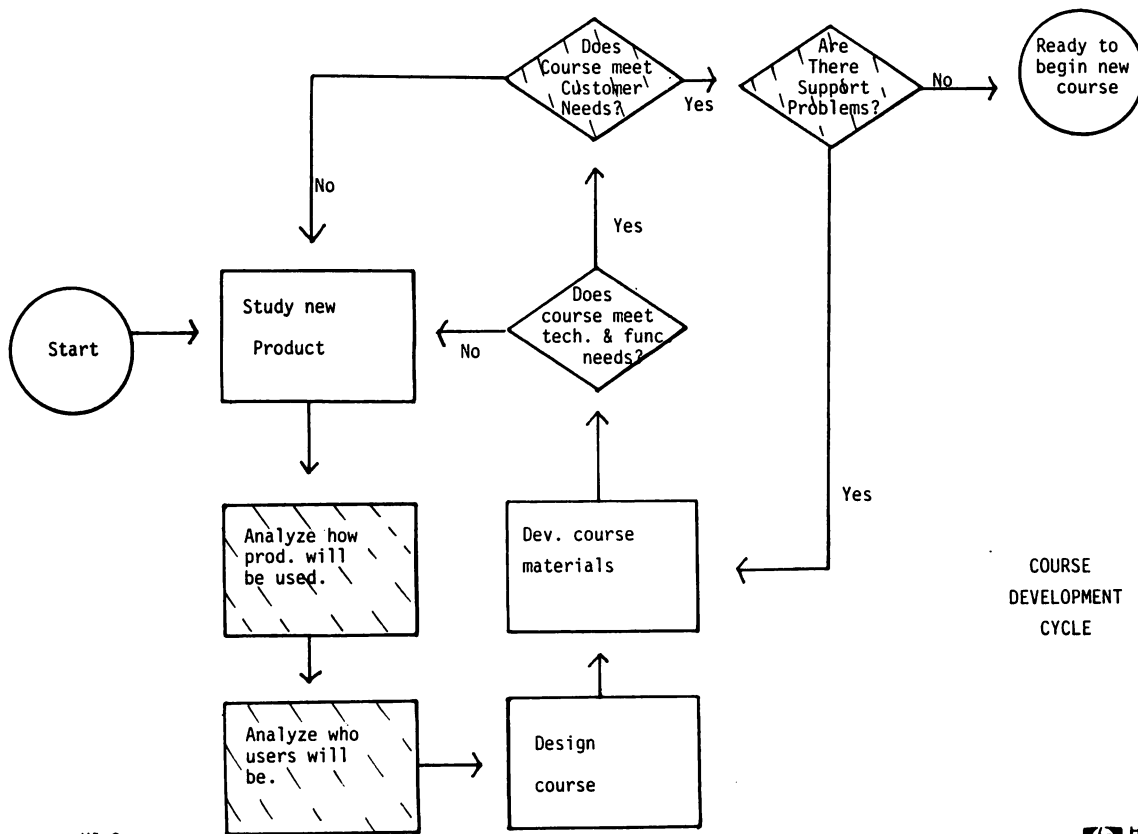 Does
Course meet
Customer
Needs?
Yes
Are
There
Support
Problems?
No
Ready to
begin new
course
No
Yes
Start
Study new
Product
No
Does
course meet
tech. & func.
needs?
Analyze how
prod. will
be used.
Dev. course
materials
Yes
COURSE
DEVELOPMENT
CYCLE
Analyze who
users will
be.
Design
course